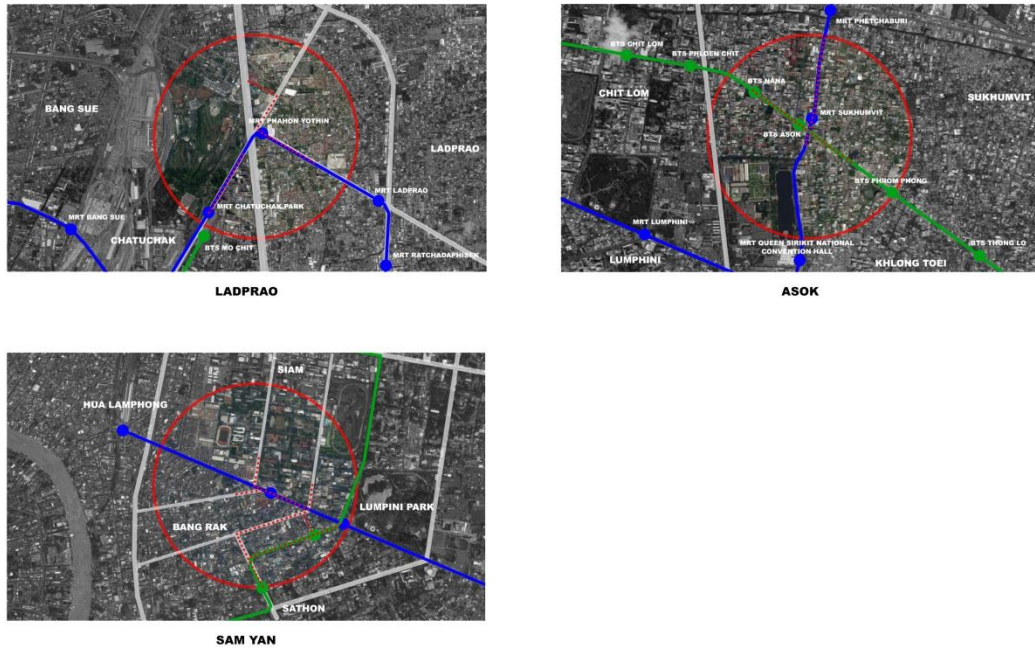 MRT PHAHON YOTHIN
BANG SUE
LADPRAO
MRT LADPRAO
MRT CHATUCHAK PARK
MRT BANG SUE
CHATUCHAK
BTS MO CHIT
MRT RATCHADAPHISEK
LADPRAO
MRT PHETCHABURI
BTS CHIT LOM
BTS PHLOEN CHIT
BTS NANA
CHIT LOM
SUKHUMVIT
MRT SUKHUMVIT
BTS ASOK
BTS PHROM PHONG
MRT LUMPHINI
MRT QUEEN SIRIKIT NATIONAL
CONVENTION HALL
BTS THONG LO
LUMPHINI
KHLONG TOEI
ASOK
SIAM
HUA LAMPHONG
LUMPINI PARK
BANG RAK
SATHON
SAM YAN